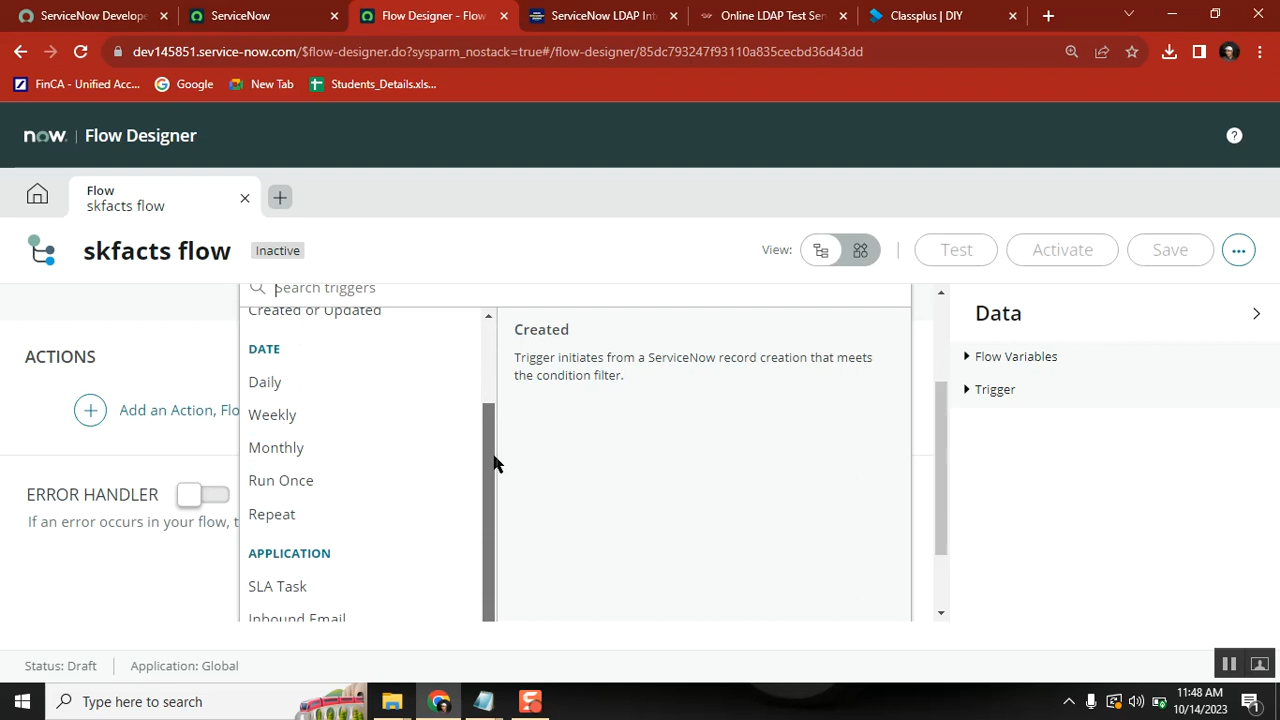 ServiceNow Develope
ServiceNow
Flow Designer - Flow
ServiceNow LDAP Int
Online LDAP Test Ser
Classplus | DIY
dev145851.service-now.com/$flow-designer.do?sysparm_nostack=true#/flow-designer/85dc793247f93110a835cecbd36d43dd
FinCA - Unified Acc...
Google
New Tab
Students_Details.xls...
now. | Flow Designer
Flow
skfacts flow
skfacts flow
Inactive
View:
Test
Activate
Save
Search triggers
Data
Created or Updated
Created
DATE
ACTIONS
Trigger initiates from a ServiceNow record creation that meets
the condition filter.
Flow Variables
Daily
Trigger
Add an Action, Flo
Weekly
Monthly
Run Once
ERROR HANDLER
Repeat
If an error occurs in your flow, t
APPLICATION
SLA Task
Inbound Email
Status: Draft
Application: Global
Type here to search
11:48 AM
10/14/2023
1